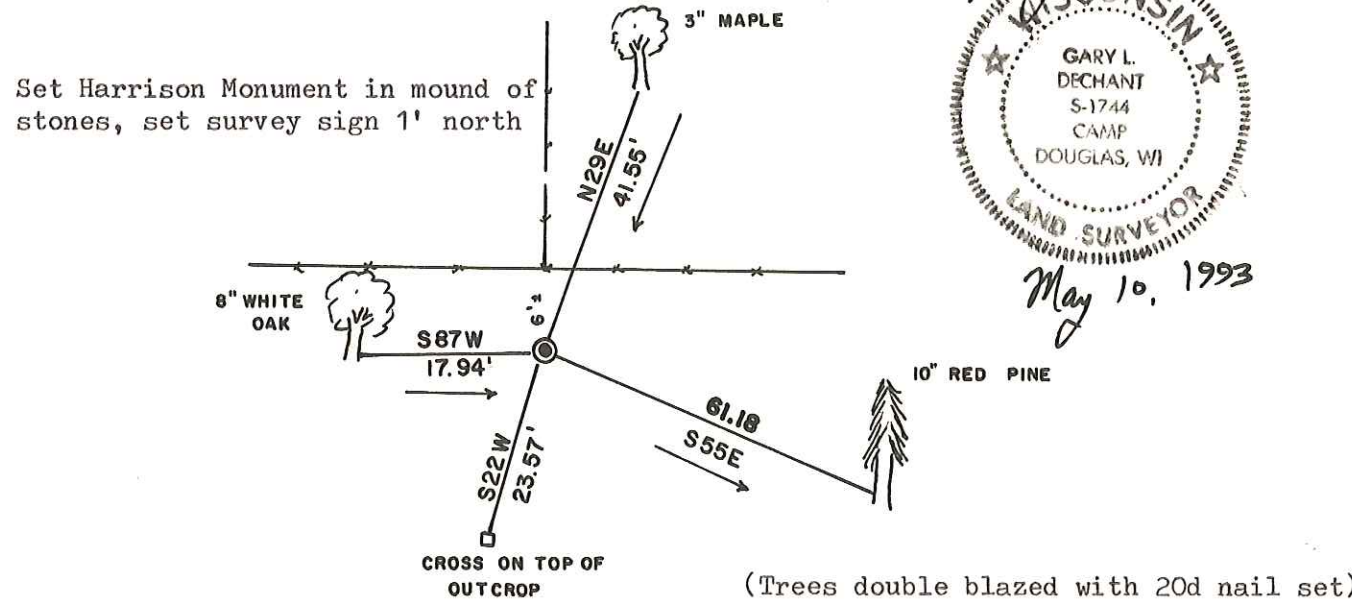 3" MAPLE
Set Harrison Monument in mound of
stones, set survey sign 1' north
WISCONSIN
GARY L.
DECHANT
S-1744
CAMP
DOUGLAS, WI
LAND SURVEYOR
May 10, 1993
N29E
41.55'
8" WHITE
OAK
S87W
17.94'
10" RED PINE
61.18
S55E
S22W
23.57'
CROSS ON TOP OF
OUTCROP
(Trees double blazed with 20d nail set)